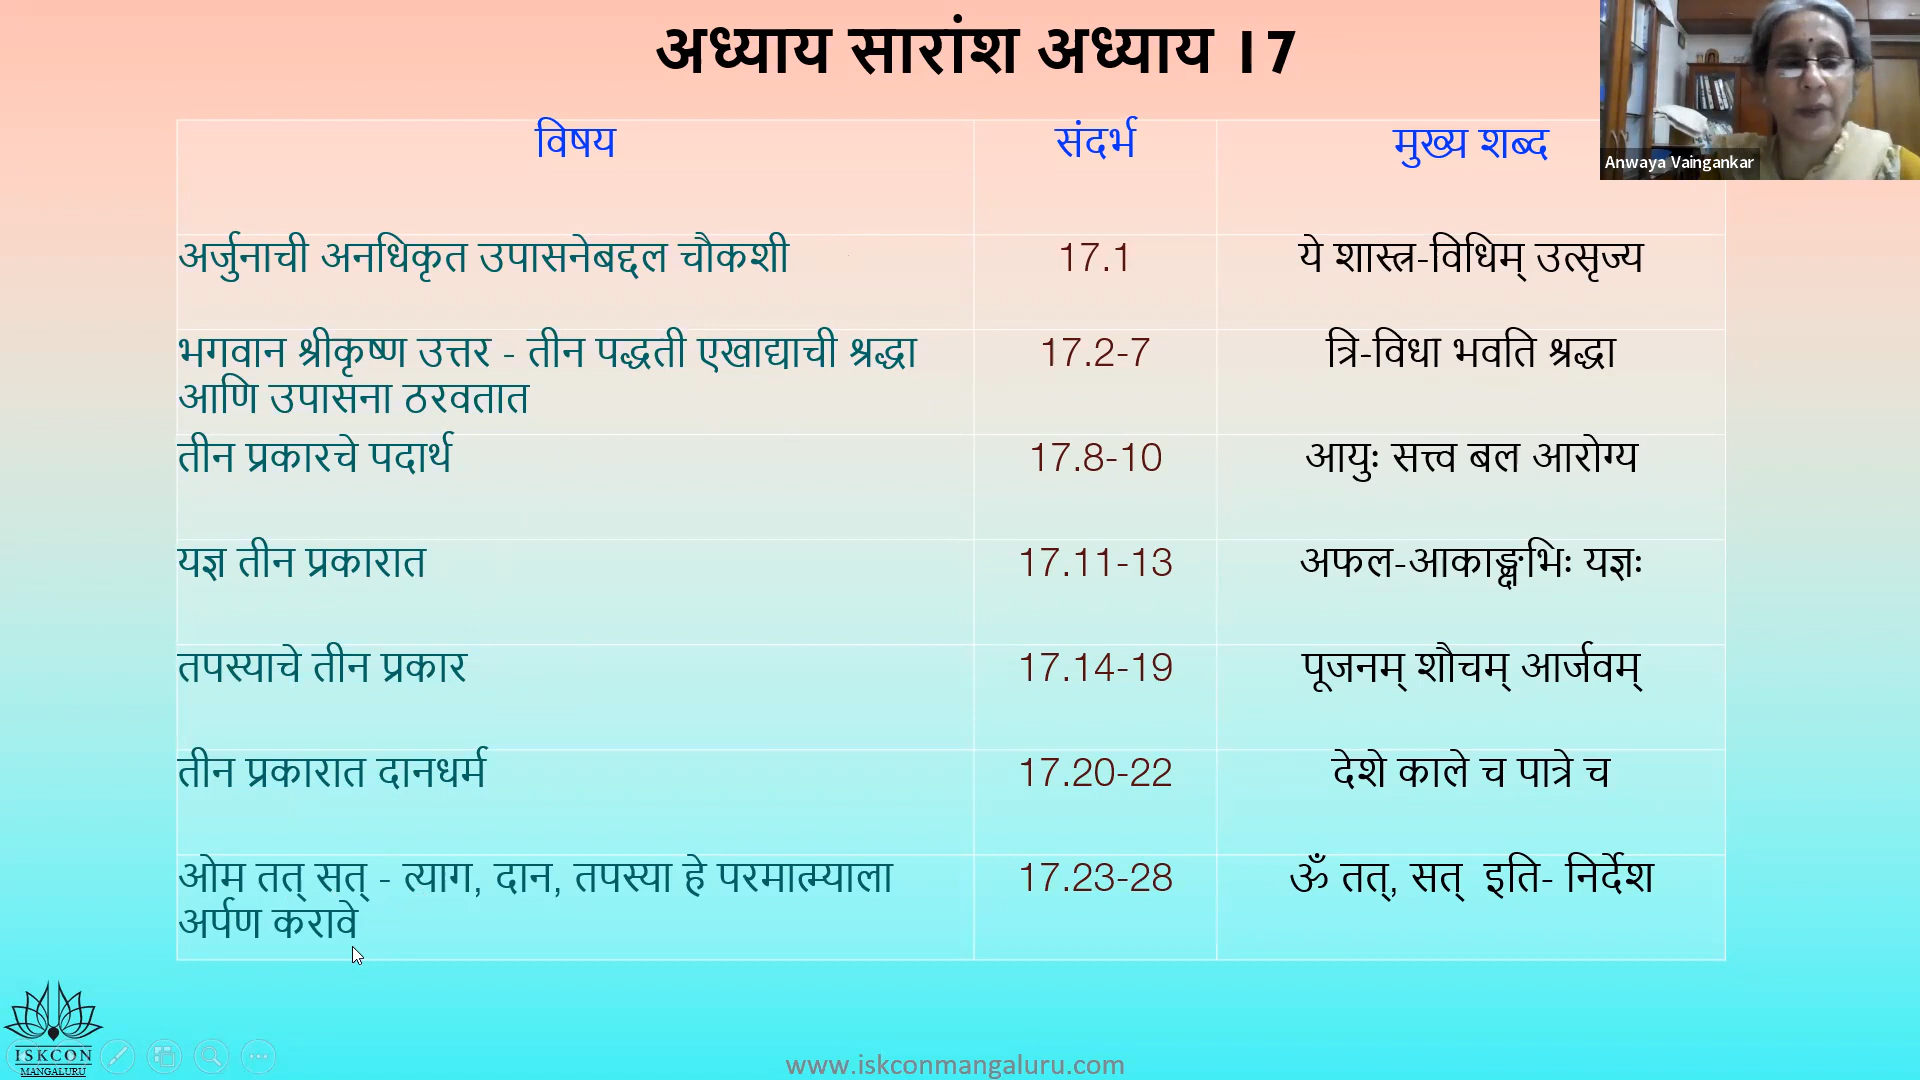 अध्याय सारांश अध्याय 17
विषय संदर्भ मुख्य शब्द
Anwaya Vaingankar
अर्जुनाची अनधिकृत उपासनेबद्दल चौकशी 17.1 ये शास्त्र-विधिम् उत्सृज्य
भगवान श्रीकृष्ण उत्तर - तीन पद्धती एखाद्याची श्रद्धा 17.2-7 त्रि-विधा भवति श्रद्धा
आणि उपासना ठरवतात
तीन प्रकारचे पदार्थ 17.8-10 आयुः सत्त्व बल आरोग्य
यज्ञ तीन प्रकारात 17.11-13 अफल-आकाङ्क्षभिः यज्ञः
तपस्याचे तीन प्रकार 17.14-19 पूजनम् शौचम् आर्जवम्
तीन प्रकारात दानधर्म 17.20-22 देशे काले च पात्रे च
ओम तत् सत् - त्याग, दान, तपस्या हे परमात्म्याला 17.23-28 ॐ तत्, सत् इति- निर्देश
अर्पण करावे
ISKCON
MANGALURU
www.iskconmangaluru.com